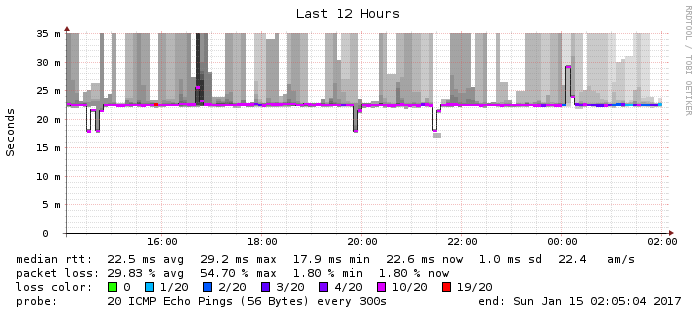 Last 12 Hours
RRDTOOL / TOBI OETIKER
Seconds
35 m
30 m
25 m
20 m
15 m
10 m
5 m
0
16:00 18:00 20:00 22:00 00:00 02:00
median rtt: 22.5 ms avg 29.2 ms max 17.9 ms min 22.6 ms now 1.0 ms sd 22.4 am/s
packet loss: 29.83 % avg 54.70 % max 1.80 % min 1.80 % now
loss color: 0 1/20 2/20 3/20 4/20 10/20 19/20
probe: 20 ICMP Echo Pings (56 Bytes) every 300s end: Sun Jan 15 02:05:04 2017